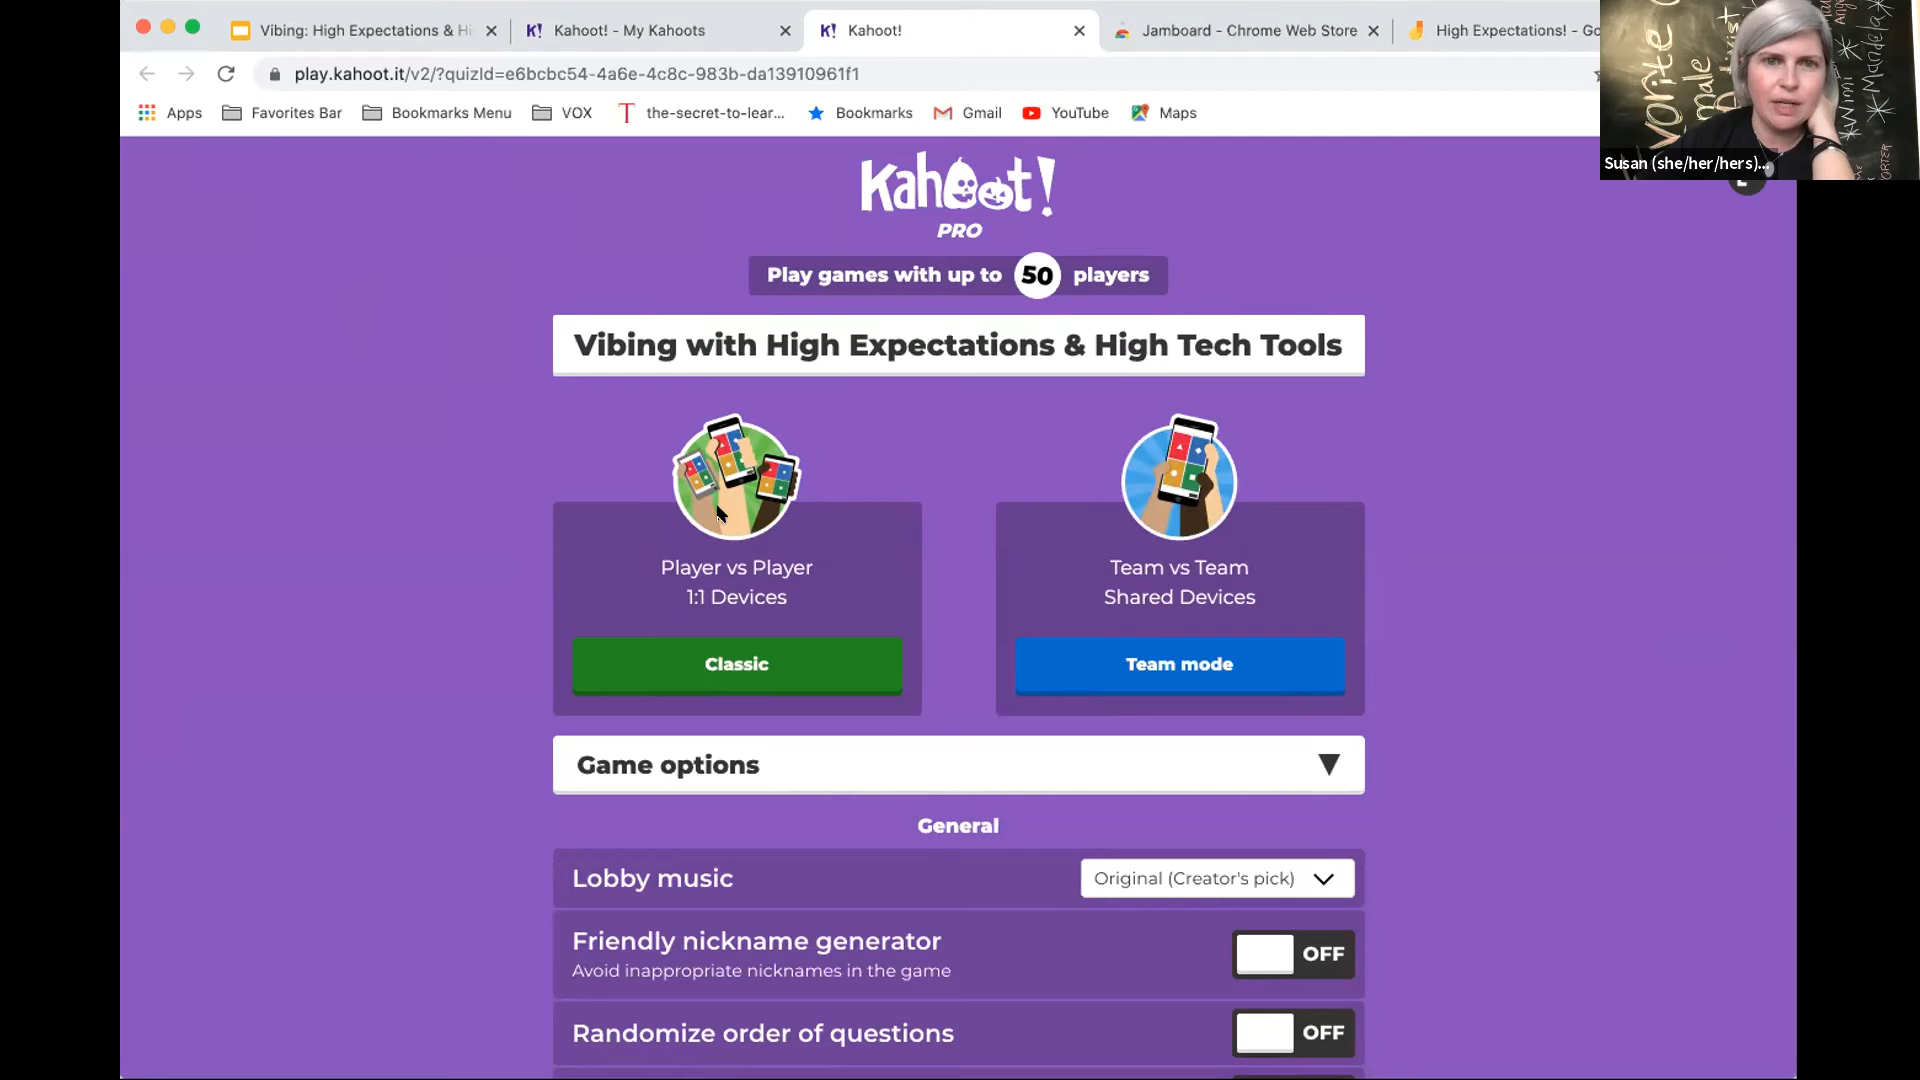 Vibing: High Expectations & Hi
Kahoot! - My Kahoots
Kahoot!
Jamboard - Chrome Web Store
High Expectations! - Go
play.kahoot.it/v2/?quizId=e6bcbc54-4a6e-4c8c-983b-da13910961f1
Apps
Favorites Bar
Bookmarks Menu
VOX
the-secret-to-lear...
Bookmarks
Gmail
YouTube
Maps
vorite
male
Mandela
Susan (she/her/hers)...
Kahoot!
PRO
Play games with up to 50 players
Vibing with High Expectations & High Tech Tools
Player vs Player
1:1 Devices
Classic
Team vs Team
Shared Devices
Team mode
Game options
General
Lobby music
Original (Creator's pick)
Friendly nickname generator
OFF
Avoid inappropriate nicknames in the game
Randomize order of questions
OFF